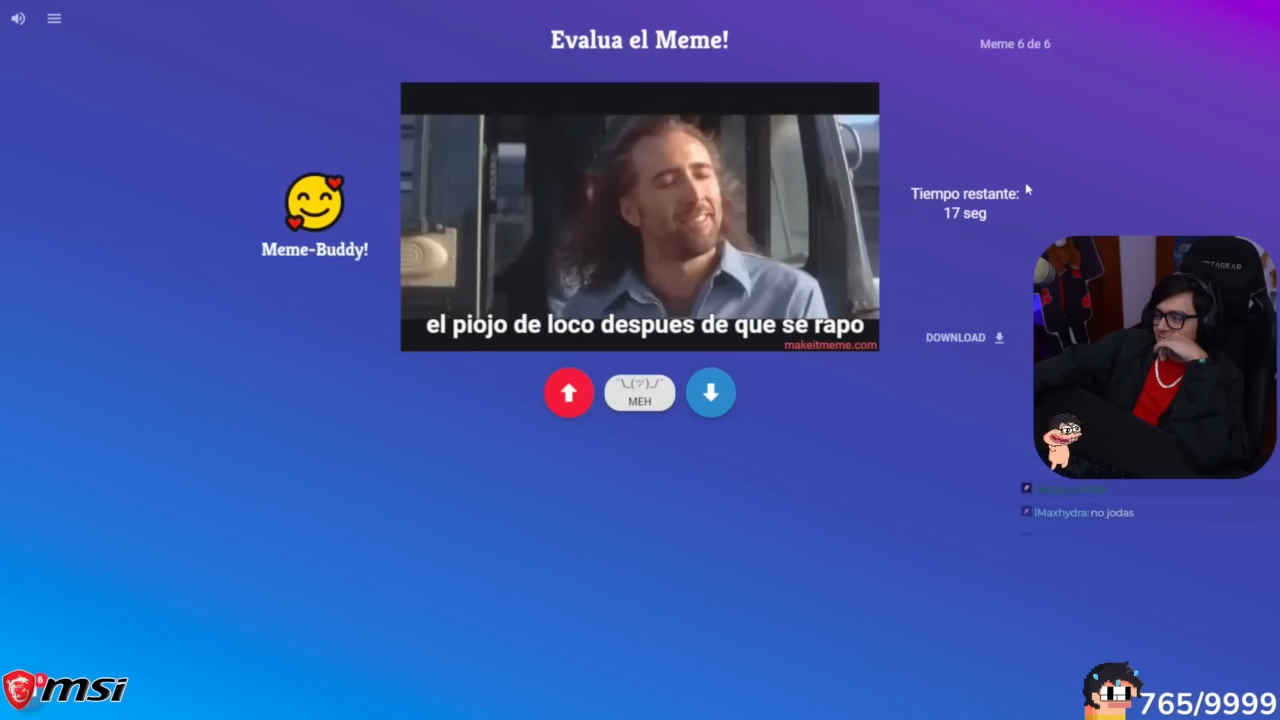 Evalua el Meme!
Meme 6 de 6
Meme-Buddy!
el piojo de loco despues de que se rapo
makeitmeme.com
Tiempo restante:
17 seg
DOWNLOAD
¯\_(ツ)_/¯
MEH
lMaxhydra: no jodas
msi
765/9999